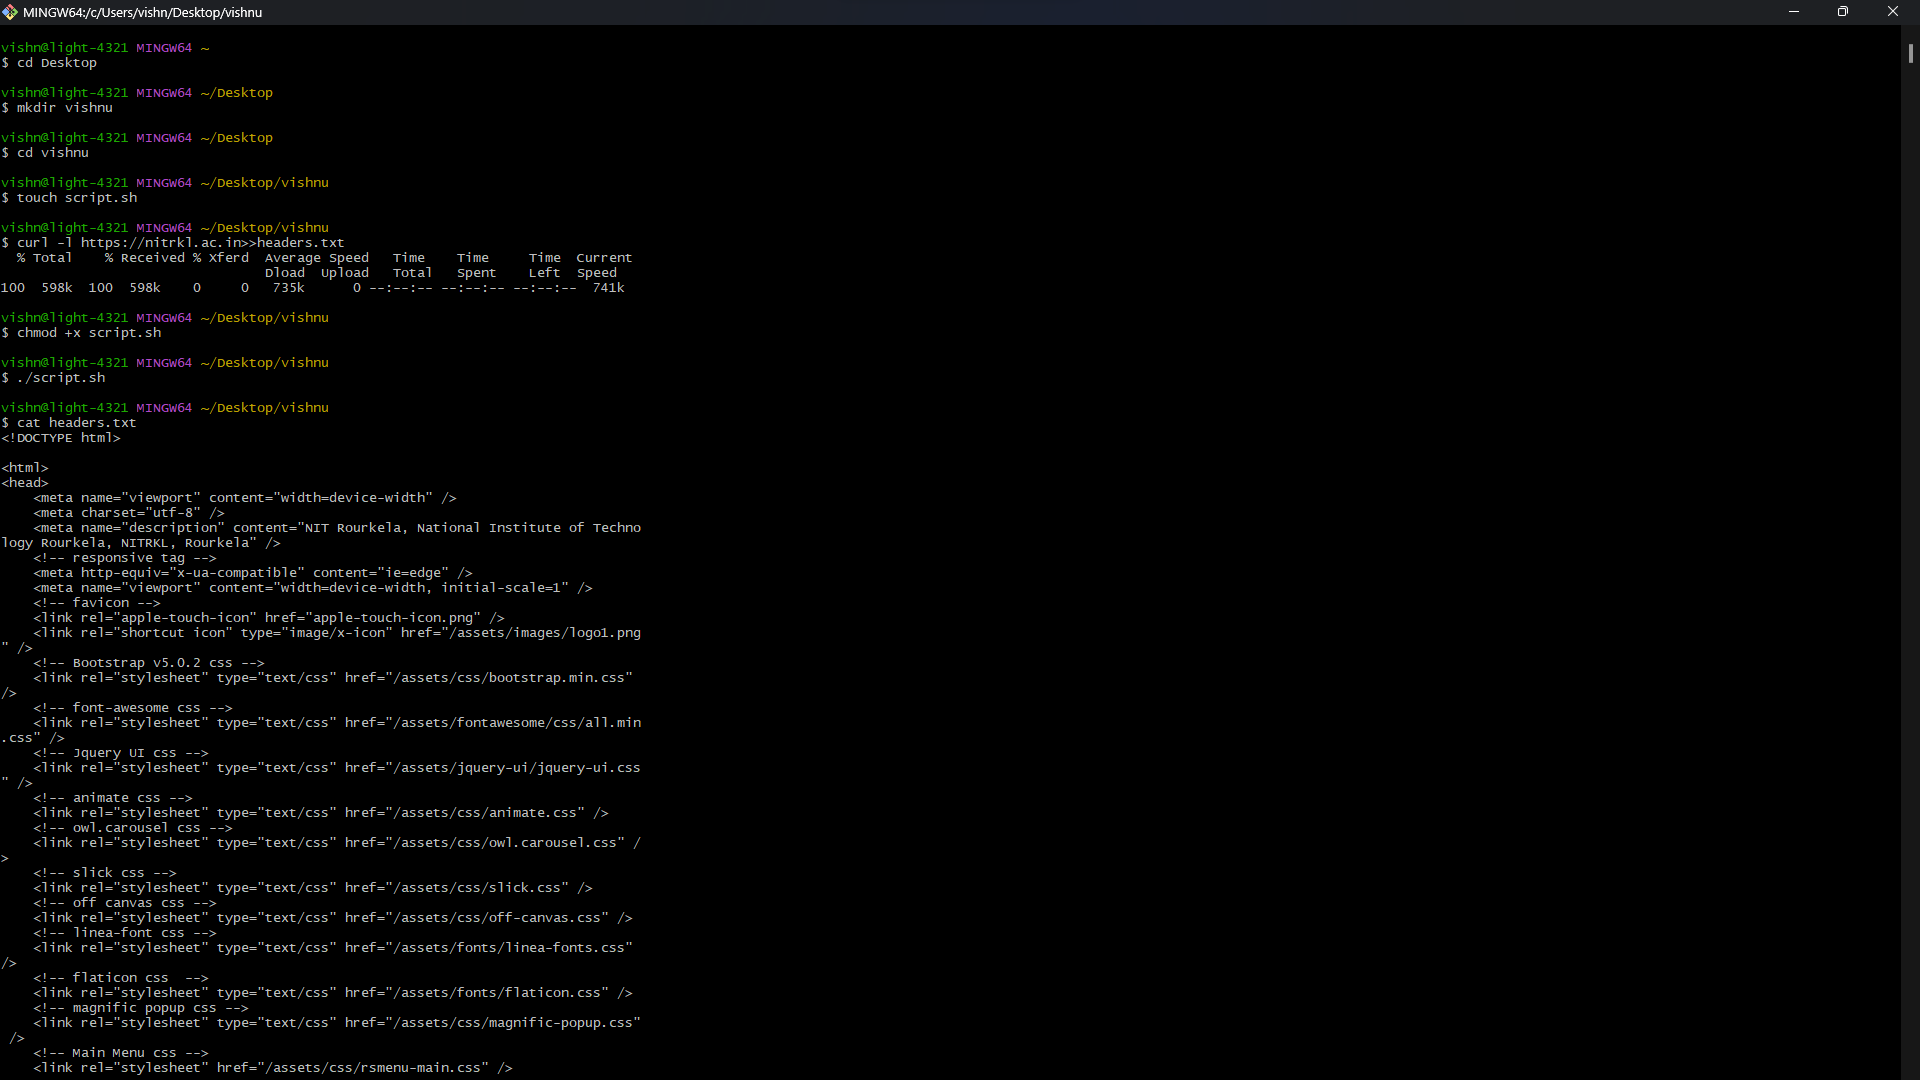 MINGW64:/c/Users/vishn/Desktop/vishnu
vishn@light-4321 MINGW64 ~
$ cd Desktop
vishn@light-4321 MINGW64 ~/Desktop
$ mkdir vishnu
vishn@light-4321 MINGW64 ~/Desktop
$ cd vishnu
vishn@light-4321 MINGW64 ~/Desktop/vishnu
$ touch script.sh
vishn@light-4321 MINGW64 ~/Desktop/vishnu
$ curl -l https://nitrkl.ac.in>>headers.txt
  % Total    % Received % Xferd  Average Speed   Time    Time     Time  Current
                                 Dload  Upload   Total   Spent    Left  Speed
100  598k  100  598k    0     0   735k      0 --:--:-- --:--:-- --:--:--  741k
vishn@light-4321 MINGW64 ~/Desktop/vishnu
$ chmod +x script.sh
vishn@light-4321 MINGW64 ~/Desktop/vishnu
$ ./script.sh
vishn@light-4321 MINGW64 ~/Desktop/vishnu
$ cat headers.txt
<!DOCTYPE html>
<html>
<head>
    <meta name="viewport" content="width=device-width" />
    <meta charset="utf-8" />
    <meta name="description" content="NIT Rourkela, National Institute of Techno
logy Rourkela, NITRKL, Rourkela" />
    <!-- responsive tag -->
    <meta http-equiv="x-ua-compatible" content="ie=edge" />
    <meta name="viewport" content="width=device-width, initial-scale=1" />
    <!-- favicon -->
    <link rel="apple-touch-icon" href="apple-touch-icon.png" />
    <link rel="shortcut icon" type="image/x-icon" href="/assets/images/logo1.png
" />
    <!-- Bootstrap v5.0.2 css -->
    <link rel="stylesheet" type="text/css" href="/assets/css/bootstrap.min.css"
/>
    <!-- font-awesome css -->
    <link rel="stylesheet" type="text/css" href="/assets/fontawesome/css/all.min
.css" />
    <!-- Jquery UI css -->
    <link rel="stylesheet" type="text/css" href="/assets/jquery-ui/jquery-ui.css
" />
    <!-- animate css -->
    <link rel="stylesheet" type="text/css" href="/assets/css/animate.css" />
    <!-- owl.carousel css -->
    <link rel="stylesheet" type="text/css" href="/assets/css/owl.carousel.css" /
>
    <!-- slick css -->
    <link rel="stylesheet" type="text/css" href="/assets/css/slick.css" />
    <!-- off canvas css -->
    <link rel="stylesheet" type="text/css" href="/assets/css/off-canvas.css" />
    <!-- linea-font css -->
    <link rel="stylesheet" type="text/css" href="/assets/fonts/linea-fonts.css"
/>
    <!-- flaticon css  -->
    <link rel="stylesheet" type="text/css" href="/assets/fonts/flaticon.css" />
    <!-- magnific popup css -->
    <link rel="stylesheet" type="text/css" href="/assets/css/magnific-popup.css"
 />
    <!-- Main Menu css -->
    <link rel="stylesheet" href="/assets/css/rsmenu-main.css" />